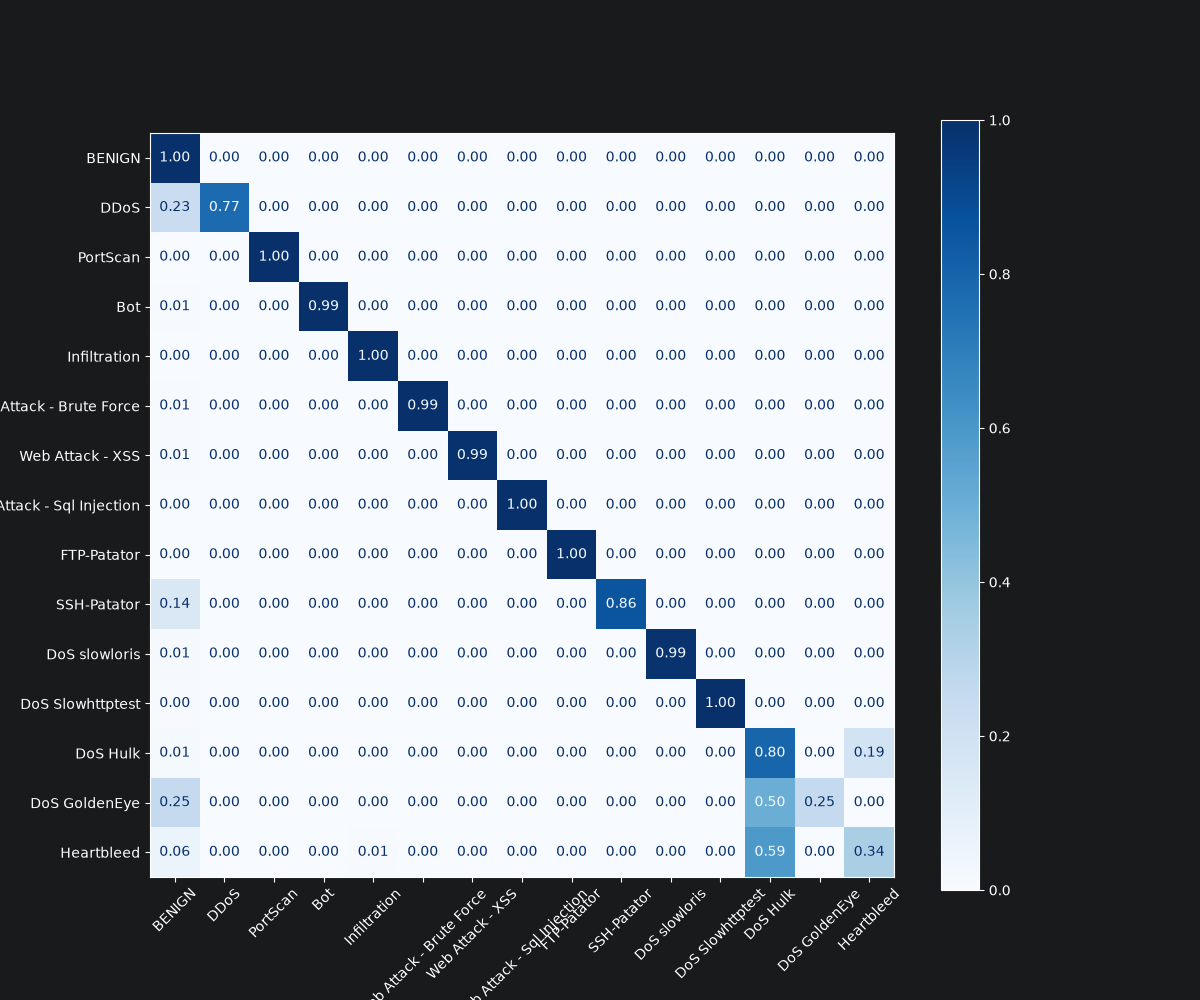 1.0
BENIGN 1.00 0.00 0.00 0.00 0.00 0.00 0.00 0.00 0.00 0.00 0.00 0.00 0.00 0.00 0.00
DDoS 0.23 0.77 0.00 0.00 0.00 0.00 0.00 0.00 0.00 0.00 0.00 0.00 0.00 0.00 0.00
PortScan 0.00 0.00 1.00 0.00 0.00 0.00 0.00 0.00 0.00 0.00 0.00 0.00 0.00 0.00 0.00
0.8
Bot 0.01 0.00 0.00 0.99 0.00 0.00 0.00 0.00 0.00 0.00 0.00 0.00 0.00 0.00 0.00
Infiltration 0.00 0.00 0.00 0.00 1.00 0.00 0.00 0.00 0.00 0.00 0.00 0.00 0.00 0.00 0.00
Attack - Brute Force 0.01 0.00 0.00 0.00 0.00 0.99 0.00 0.00 0.00 0.00 0.00 0.00 0.00 0.00 0.00
0.6
Web Attack - XSS 0.01 0.00 0.00 0.00 0.00 0.00 0.99 0.00 0.00 0.00 0.00 0.00 0.00 0.00 0.00
Attack - Sql Injection 0.00 0.00 0.00 0.00 0.00 0.00 0.00 1.00 0.00 0.00 0.00 0.00 0.00 0.00 0.00
FTP-Patator 0.00 0.00 0.00 0.00 0.00 0.00 0.00 0.00 1.00 0.00 0.00 0.00 0.00 0.00 0.00
0.4
SSH-Patator 0.14 0.00 0.00 0.00 0.00 0.00 0.00 0.00 0.00 0.86 0.00 0.00 0.00 0.00 0.00
DoS slowloris 0.01 0.00 0.00 0.00 0.00 0.00 0.00 0.00 0.00 0.00 0.99 0.00 0.00 0.00 0.00
DoS Slowhttptest 0.00 0.00 0.00 0.00 0.00 0.00 0.00 0.00 0.00 0.00 0.00 1.00 0.00 0.00 0.00
0.2
DoS Hulk 0.01 0.00 0.00 0.00 0.00 0.00 0.00 0.00 0.00 0.00 0.00 0.00 0.80 0.00 0.19
DoS GoldenEye 0.25 0.00 0.00 0.00 0.00 0.00 0.00 0.00 0.00 0.00 0.00 0.00 0.50 0.25 0.00
Heartbleed 0.06 0.00 0.00 0.00 0.01 0.00 0.00 0.00 0.00 0.00 0.00 0.00 0.59 0.00 0.34
0.0
BENIGN
DDoS
PortScan
Bot
Infiltration
b Attack - Brute Force
Web Attack - XSS
b Attack - Sql Injection
FTP-Patator
SSH-Patator
DoS slowloris
DoS Slowhttptest
DoS Hulk
DoS GoldenEye
Heartbleed